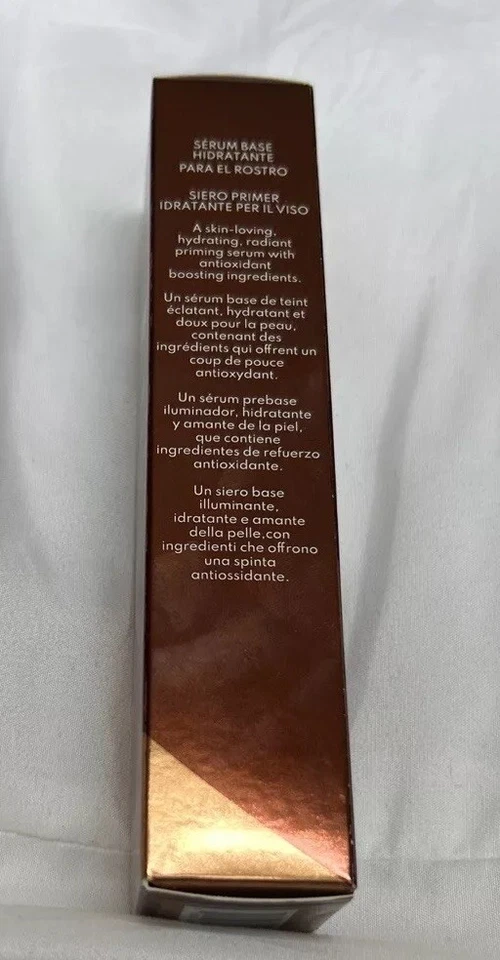 SÉRUM BASE
HIDRATANTE
PARA EL ROSTRO
SIERO PRIMER
IDRATANTE PER IL VISO
A skin-loving,
hydrating, radiant
priming serum with
antioxidant
boosting ingredients.
Un sérum base de teint
éclatant, hydratant et
doux pour la peau,
contenant des
ingrédients qui offrent un
coup de pouce
antioxydant.
Un sérum prebase
iluminador, hidratante
y amante de la piel,
que contiene
ingredientes de refuerzo
antioxidante.
Un siero base
illuminante,
idratante e amante
della pelle,con
ingredienti che offrono
una spinta
antiossidante.